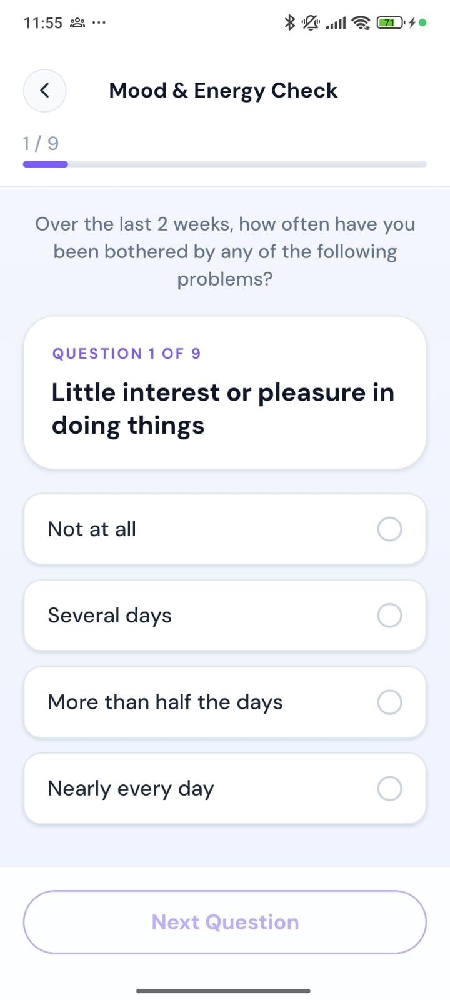 11:55
71
Mood & Energy Check
1 / 9
Over the last 2 weeks, how often have you
been bothered by any of the following
problems?
QUESTION 1 OF 9
Little interest or pleasure in
doing things
Not at all
Several days
More than half the days
Nearly every day
Next Question